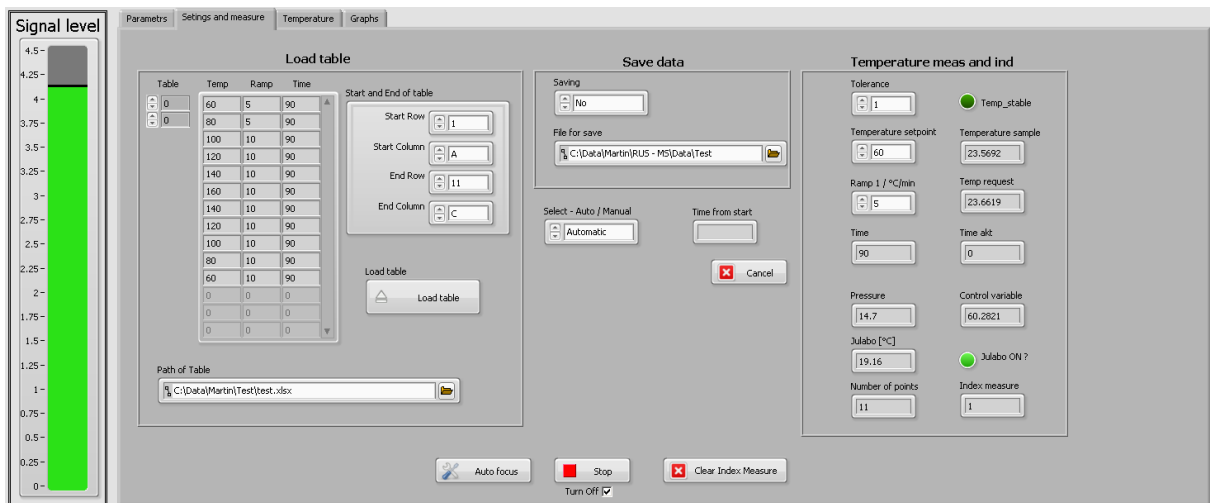 Signal level
4.5
4.25
4
3.75
3.5
3.25
3
2.75
2.5
2.25
2
1.75
1.5
1.25
1
0.75
0.5
0.25
0
Parametrs Setings and measure Temperature Graphs
Load table
Table Temp Ramp Time
0 60 5 90
0 80 5 90
100 10 90
120 10 90
140 10 90
160 10 90
140 10 90
120 10 90
100 10 90
80 10 90
60 10 90
0 0 0
0 0 0
0 0 0
Start and End of table
Start Row 1
Start Column A
End Row 11
End Column C
Load table
Load table
Path of Table
C:\Data\Martin\Test\test.xlsx
Save data
Saving
No
File for save
C:\Data\Martin\RUS - MS\Data\Test
Select - Auto / Manual Time from start
Automatic
Cancel
Temperature meas and ind
Tolerance
1 Temp_stable
Temperature setpoint Temperature sample
60 23.5692
Ramp 1 / °C/min Temp request
5 23.6619
Time Time akt
90 0
Pressure Control variable
14.7 60.2821
Julabo [°C]
19.16 Julabo ON ?
Number of points Index measure
11 1
Auto focus Stop Clear Index Measure
Turn Off